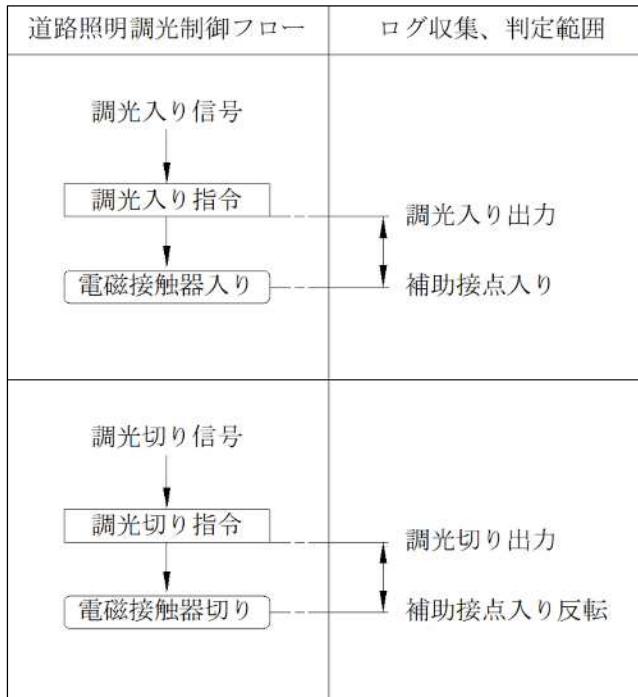 道路照明調光制御フロー
ログ収集、判定範囲
調光入り信号
調光入り指令
調光入り出力
電磁接触器入り
補助接点入り
調光切り信号
調光切り指令
調光切り出力
電磁接触器切り
補助接点入り反転